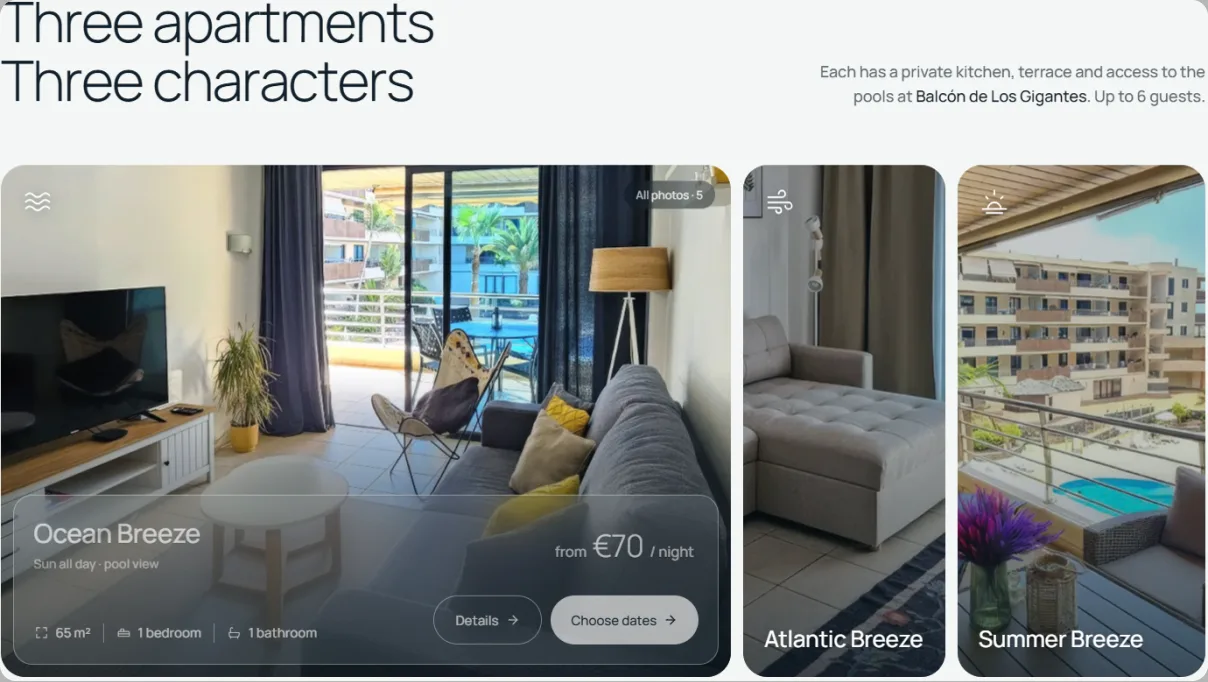 Three apartments
Three characters
Each has a private kitchen, terrace and access to the
pools at Balcón de Los Gigantes. Up to 6 guests.
All photos · 5
Ocean Breeze
Sun all day · pool view
from €70 / night
65 m²
1 bedroom
1 bathroom
Details →
Choose dates →
Atlantic Breeze
Summer Breeze